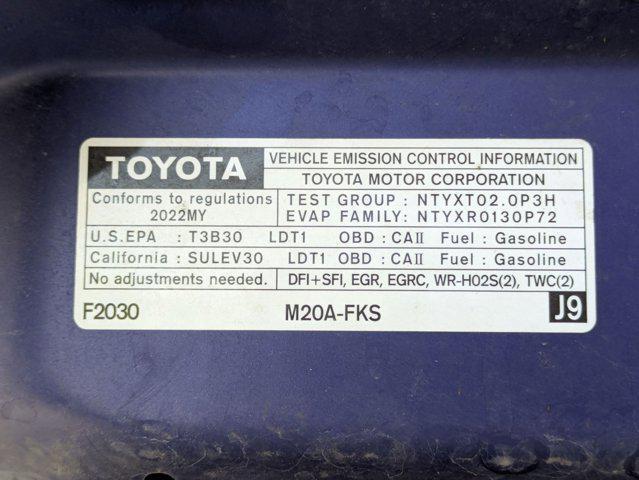 TOYOTA
VEHICLE EMISSION CONTROL INFORMATION
TOYOTA MOTOR CORPORATION
Conforms to regulations
2022MY
TEST GROUP : NTYXT02.0P3H
EVAP FAMILY: NTYXR0130P72
U.S.EPA : T3B30 LDT1 OBD : CAII Fuel : Gasoline
California : SULEV30 LDT1 OBD : CAII Fuel : Gasoline
No adjustments needed.
DFI+SFI, EGR, EGRC, WR-HO2S(2), TWC(2)
F2030
M20A-FKS
J9